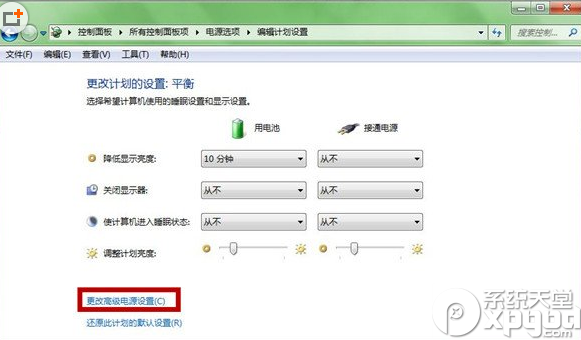 控制面板 ▸ 所有控制面板项 ▸ 电源选项 ▸ 编辑计划设置
搜索控制...
文件(F) 编辑(E) 查看(V) 工具(T) 帮助(H)
更改计划的设置: 平衡
选择希望计算机使用的睡眠设置和显示设置。
用电池 接通电源
降低显示亮度: 10 分钟 从不
关闭显示器: 从不 从不
使计算机进入睡眠状态: 从不 从不
调整计划亮度:
更改高级电源设置(C)
还原此计划的默认设置(R)
系统天堂
xpgod